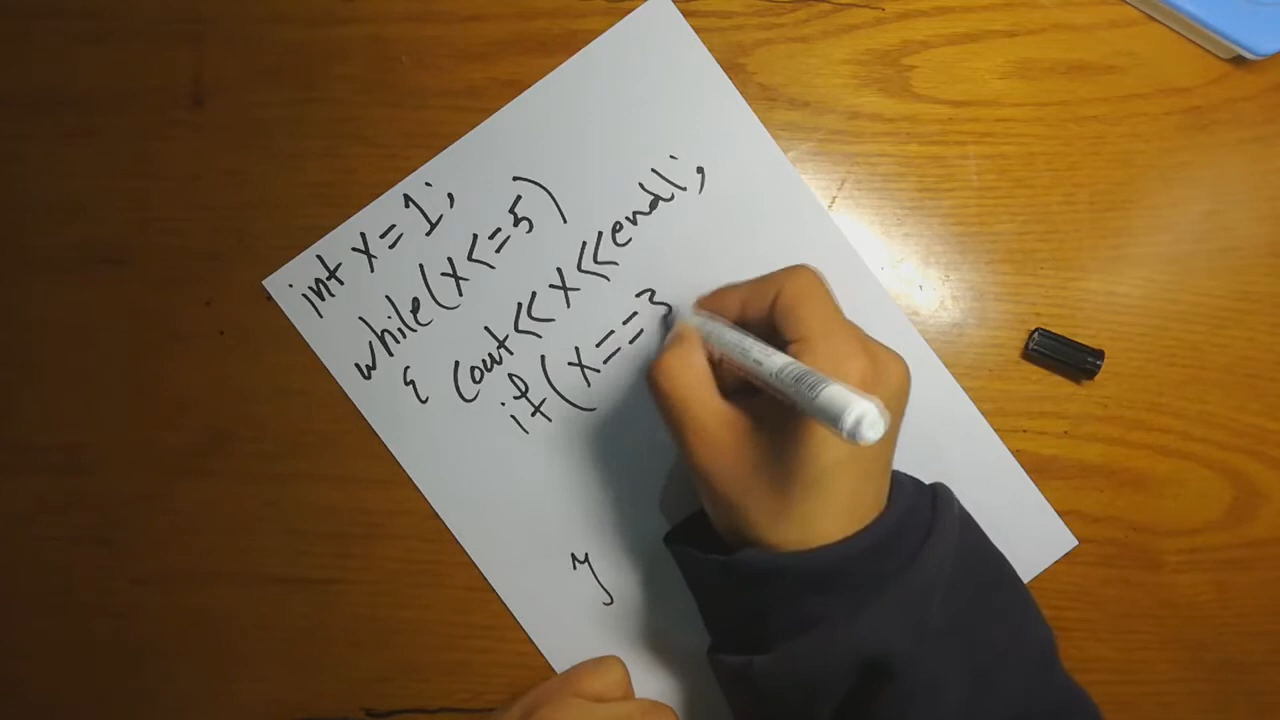 int x = 1;
while(x<=5)
{ cout<<x<<endl;
if(x==3
}